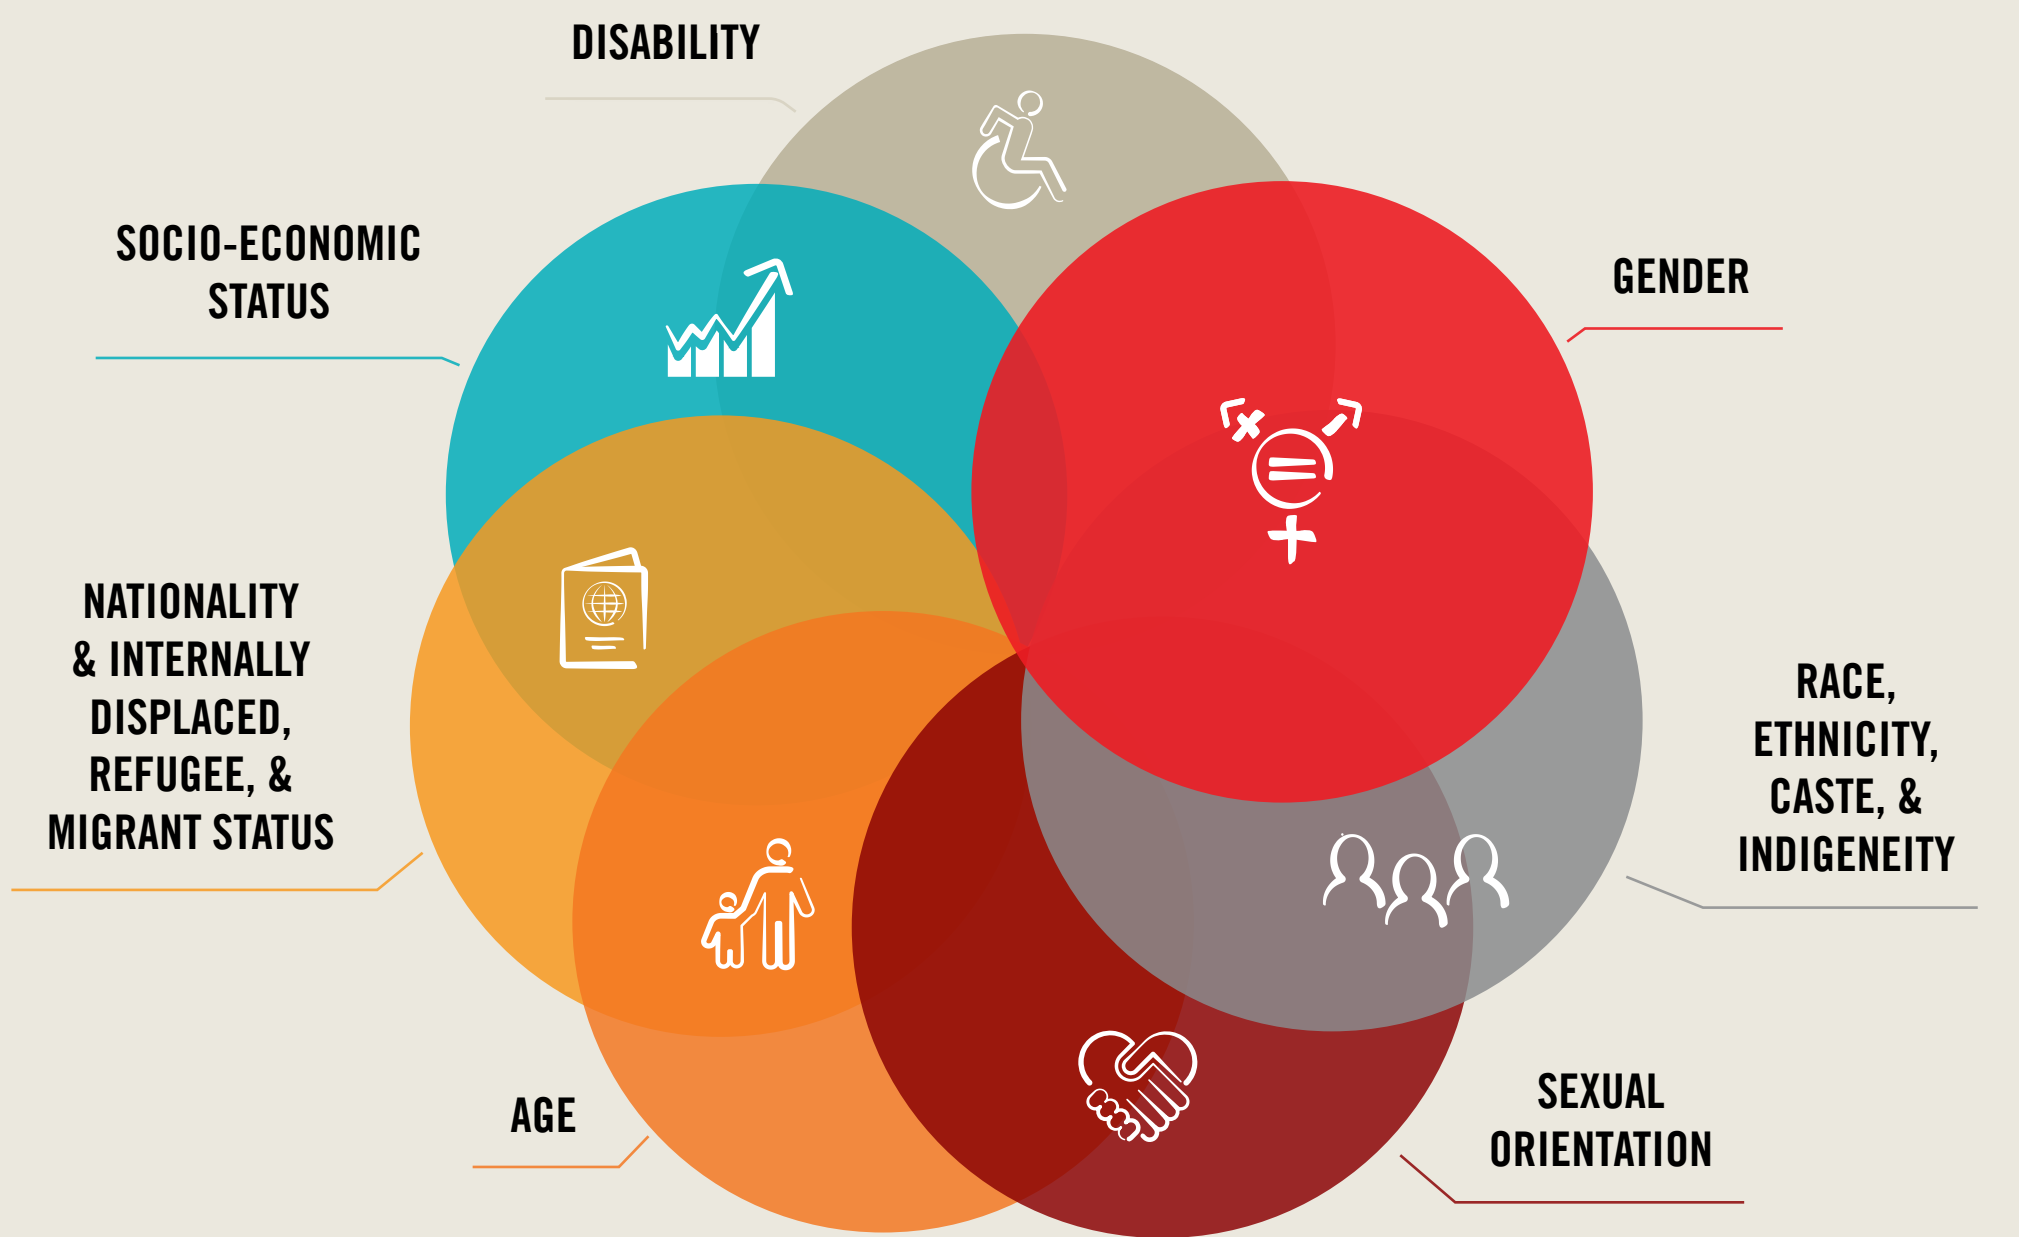 DISABILITY
SOCIO-ECONOMIC
STATUS
GENDER
NATIONALITY
& INTERNALLY
DISPLACED,
REFUGEE, &
MIGRANT STATUS
RACE,
ETHNICITY,
CASTE, &
INDIGENEITY
AGE
SEXUAL
ORIENTATION